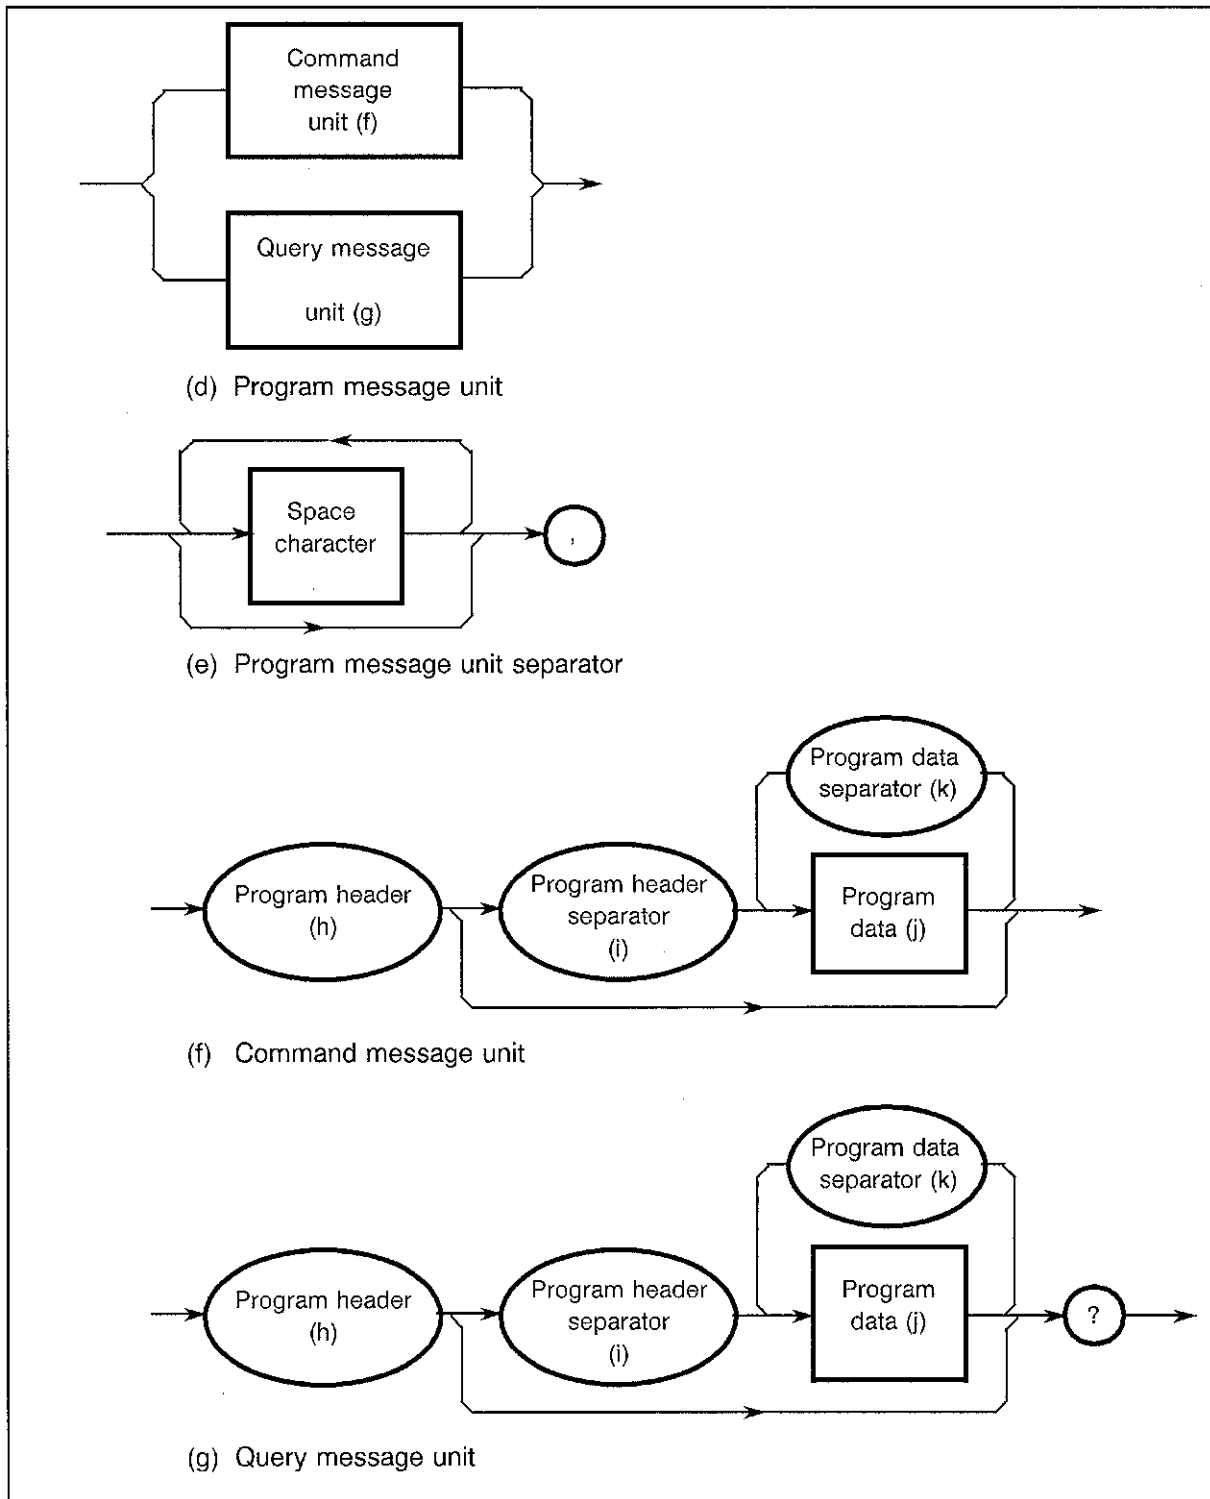 Command
message
unit (f)
Query message
unit (g)
(d) Program message unit
Space
character
,
(e) Program message unit separator
Program data
separator (k)
Program header
(h)
Program header
separator
(i)
Program
data (j)
(f) Command message unit
Program data
separator (k)
Program header
(h)
Program header
separator
(i)
Program
data (j)
?
(g) Query message unit